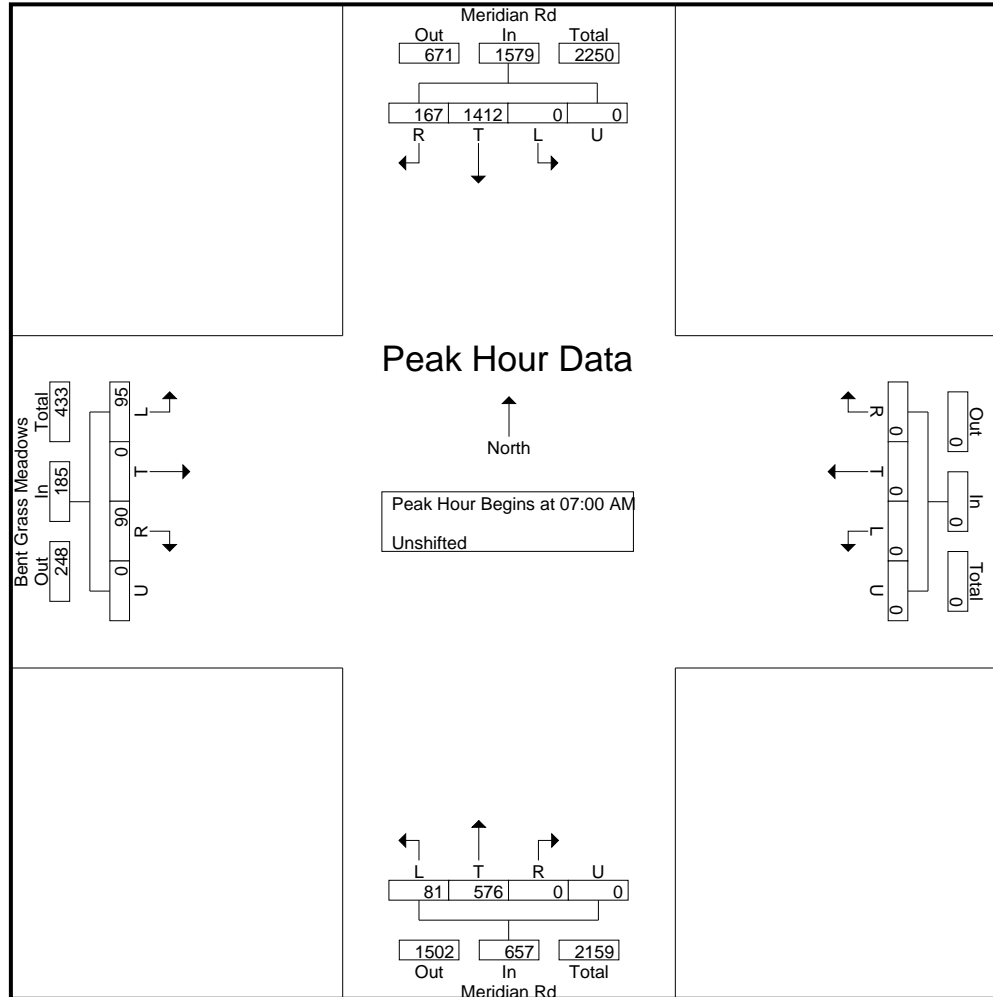 Meridian Rd
Out In Total
671 1579 2250
167 1412 0 0
R T L U
Peak Hour Data
North
Peak Hour Begins at 07:00 AM
Unshifted
Bent Grass Meadows
Total In Out
433 185 248
95 0 90 0
L T R U
R T L U
0 0 0 0
Out In Total
0 0 0
L T R U
81 576 0 0
1502 657 2159
Out In Total
Meridian Rd